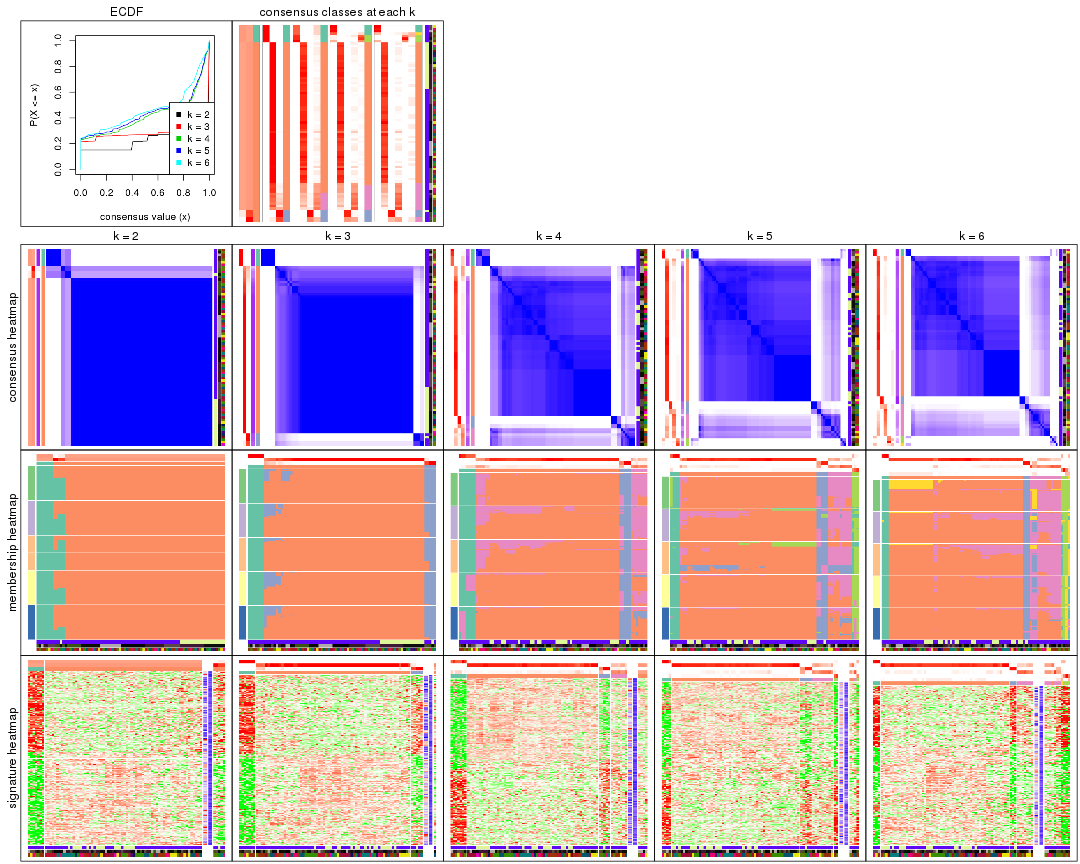 ECDF
consensus classes at each k
P(X <= x)
0.0
0.2
0.4
0.6
0.8
1.0
k = 2
k = 3
k = 4
k = 5
k = 6
0.0 0.2 0.4 0.6 0.8 1.0
consensus value (x)
k = 2
k = 3
k = 4
k = 5
k = 6
consensus heatmap
membership heatmap
signature heatmap